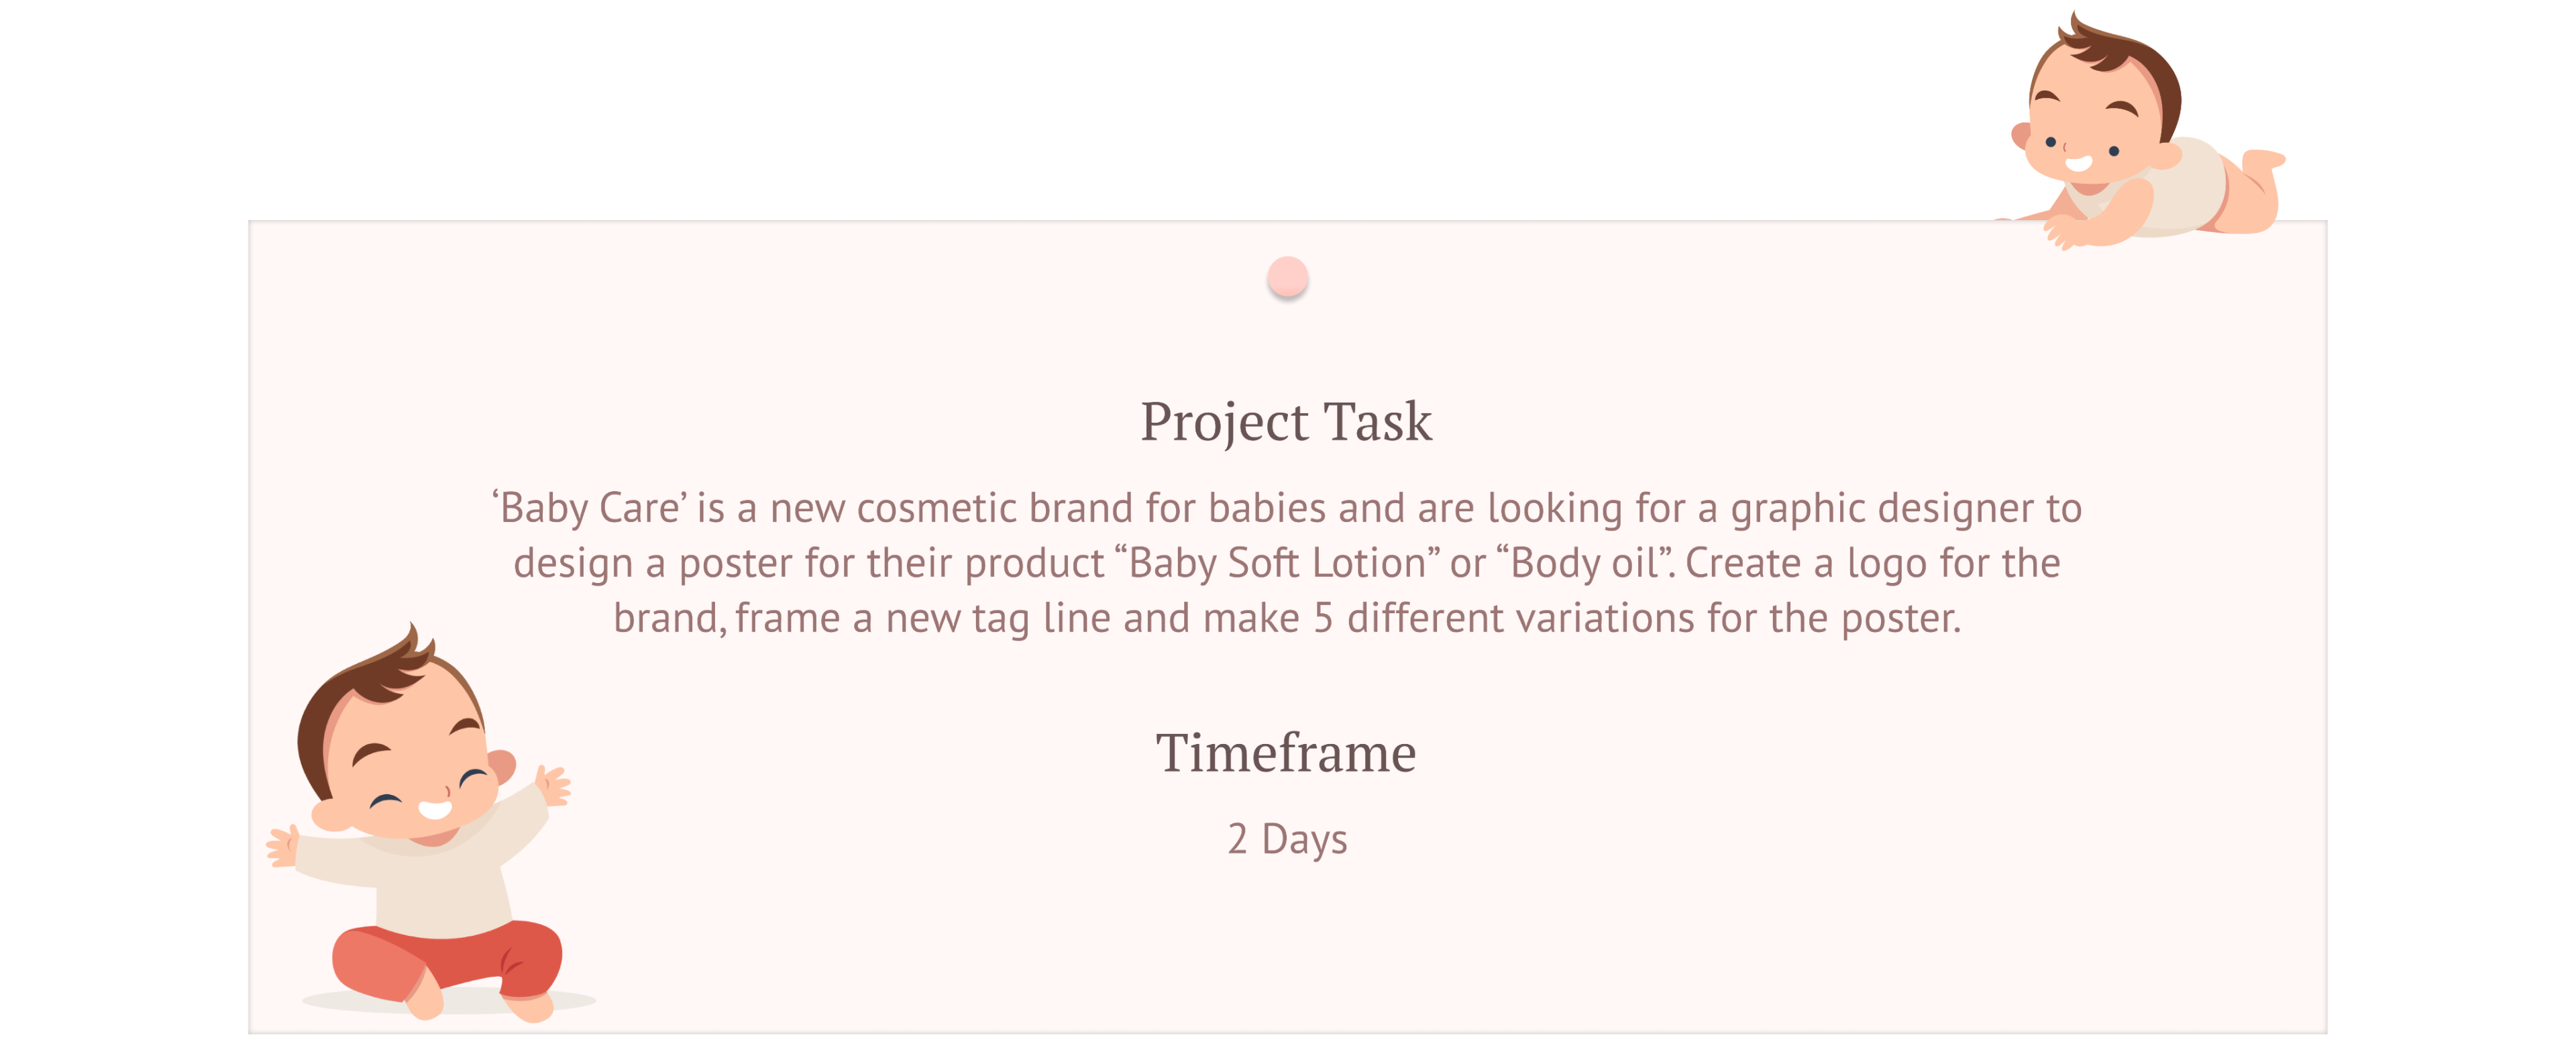 Project Task
‘Baby Care’ is a new cosmetic brand for babies and are looking for a graphic designer to
design a poster for their product “Baby Soft Lotion” or “Body oil”. Create a logo for the
brand, frame a new tag line and make 5 different variations for the poster.
Timeframe
2 Days